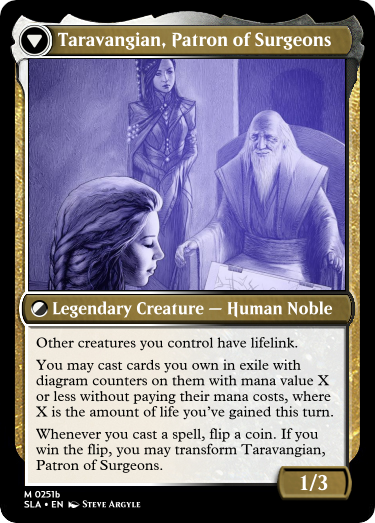 Taravangian, Patron of Surgeons
Legendary Creature — Human Noble
Other creatures you control have lifelink.
You may cast cards you own in exile with
diagram counters on them with mana value X
or less without paying their mana costs, where
X is the amount of life you've gained this turn.
Whenever you cast a spell, flip a coin. If you
win the flip, you may transform Taravangian,
Patron of Surgeons.
1/3
M 0251b
SLA • EN Steve Argyle